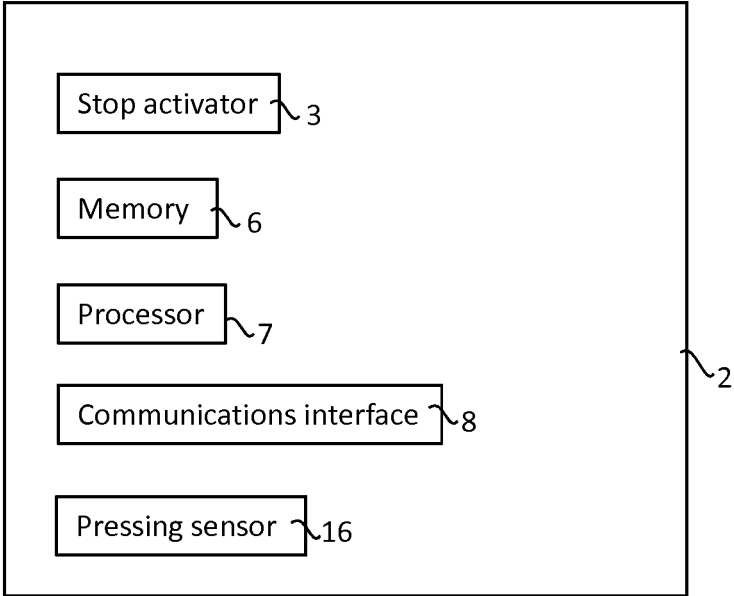 Stop activator
3
Memory
6
Processor
7
2
Communications interface
8
Pressing sensor
16